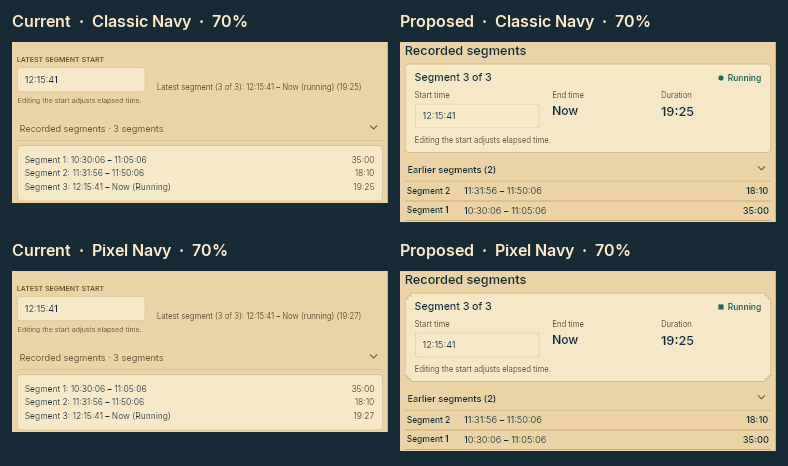 Current · Classic Navy · 70%
LATEST SEGMENT START
12:15:41
Latest segment (3 of 3): 12:15:41 – Now (running) (19:25)
Editing the start adjusts elapsed time.
Recorded segments · 3 segments
Segment 1: 10:30:06 – 11:05:06 35:00
Segment 2: 11:31:56 – 11:50:06 18:10
Segment 3: 12:15:41 – Now (Running) 19:25
Proposed · Classic Navy · 70%
Recorded segments
Segment 3 of 3 Running
Start time End time Duration
12:15:41 Now 19:25
Editing the start adjusts elapsed time.
Earlier segments (2)
Segment 2 11:31:56 – 11:50:06 18:10
Segment 1 10:30:06 – 11:05:06 35:00
Current · Pixel Navy · 70%
LATEST SEGMENT START
12:15:41
Latest segment (3 of 3): 12:15:41 – Now (running) (19:27)
Editing the start adjusts elapsed time.
Recorded segments · 3 segments
Segment 1: 10:30:06 – 11:05:06 35:00
Segment 2: 11:31:56 – 11:50:06 18:10
Segment 3: 12:15:41 – Now (Running) 19:27
Proposed · Pixel Navy · 70%
Recorded segments
Segment 3 of 3 Running
Start time End time Duration
12:15:41 Now 19:25
Editing the start adjusts elapsed time.
Earlier segments (2)
Segment 2 11:31:56 – 11:50:06 18:10
Segment 1 10:30:06 – 11:05:06 35:00